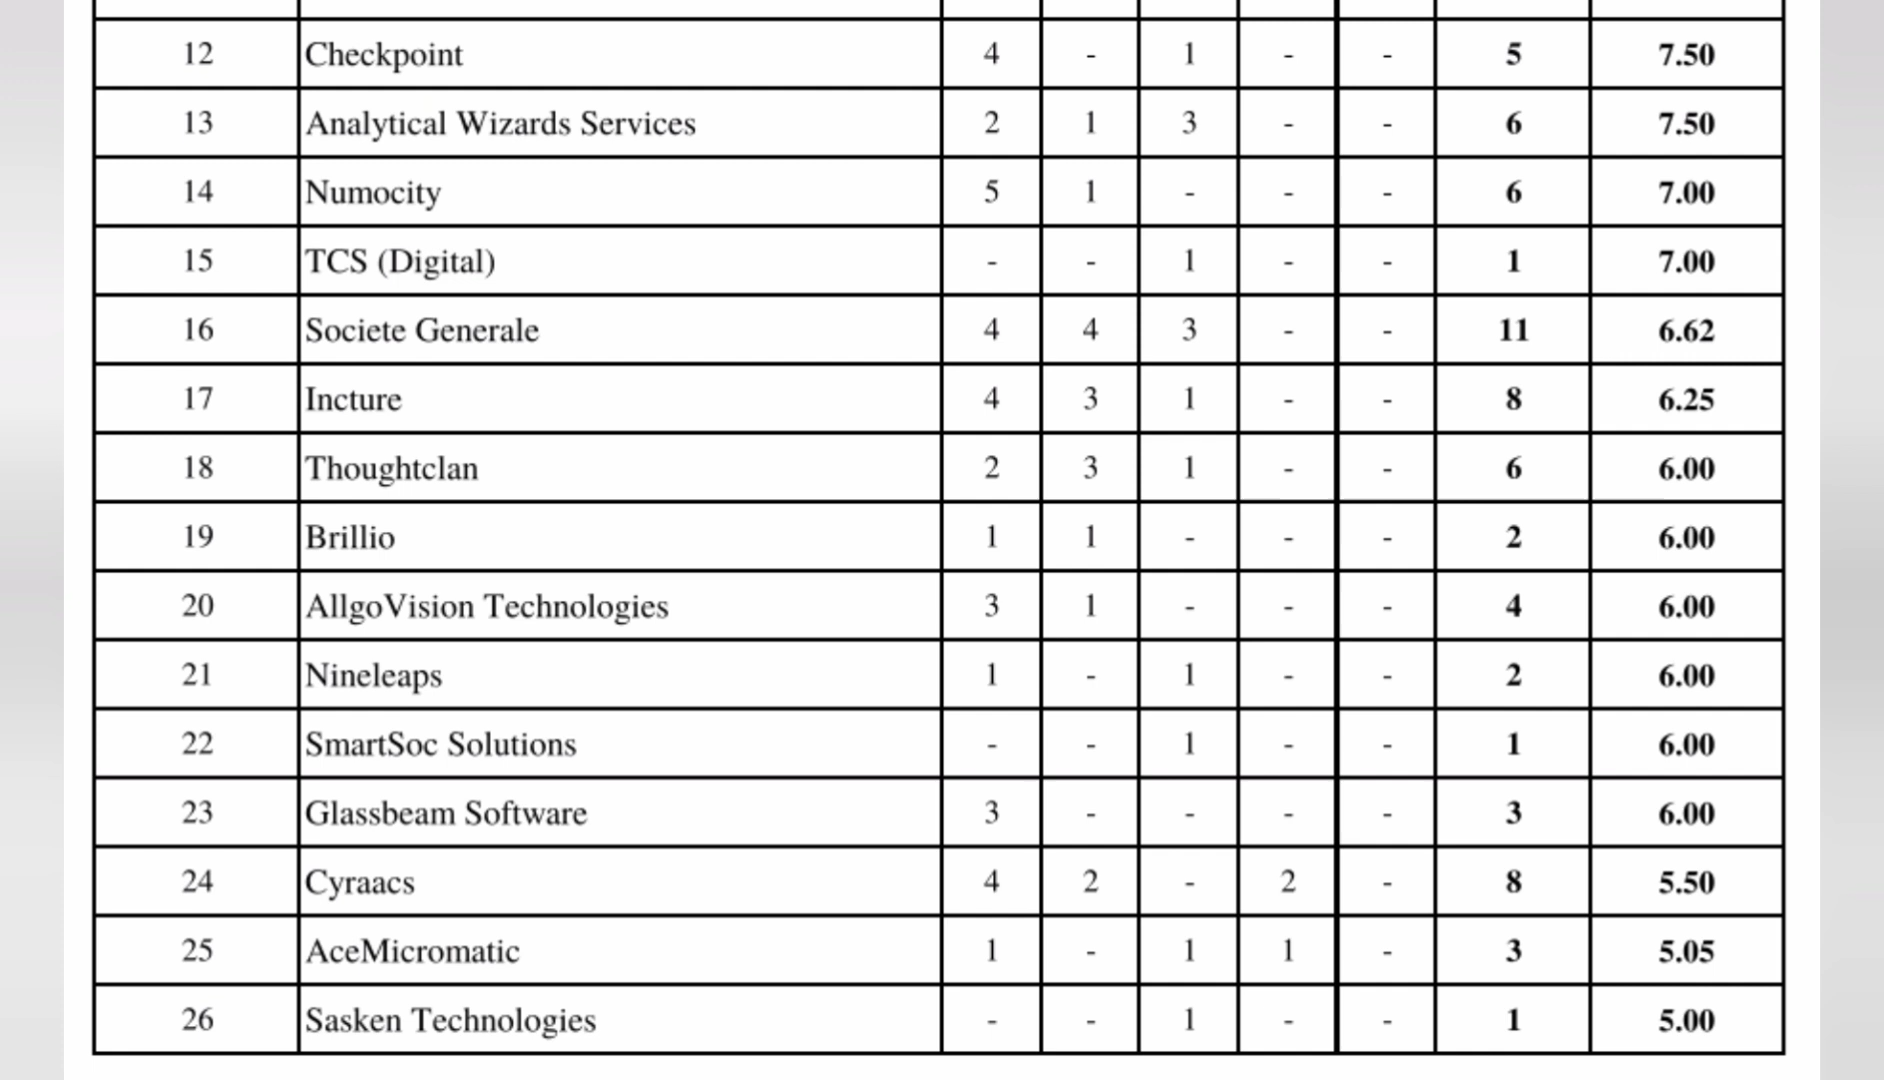 12 Checkpoint 4 - 1 - - 5 7.50
13 Analytical Wizards Services 2 1 3 - - 6 7.50
14 Numocity 5 1 - - - 6 7.00
15 TCS (Digital) - - 1 - - 1 7.00
16 Societe Generale 4 4 3 - - 11 6.62
17 Incture 4 3 1 - - 8 6.25
18 Thoughtclan 2 3 1 - - 6 6.00
19 Brillio 1 1 - - - 2 6.00
20 AllgoVision Technologies 3 1 - - - 4 6.00
21 Nineleaps 1 - 1 - - 2 6.00
22 SmartSoc Solutions - - 1 - - 1 6.00
23 Glassbeam Software 3 - - - - 3 6.00
24 Cyraacs 4 2 - 2 - 8 5.50
25 AceMicromatic 1 - 1 1 - 3 5.05
26 Sasken Technologies - - 1 - - 1 5.00